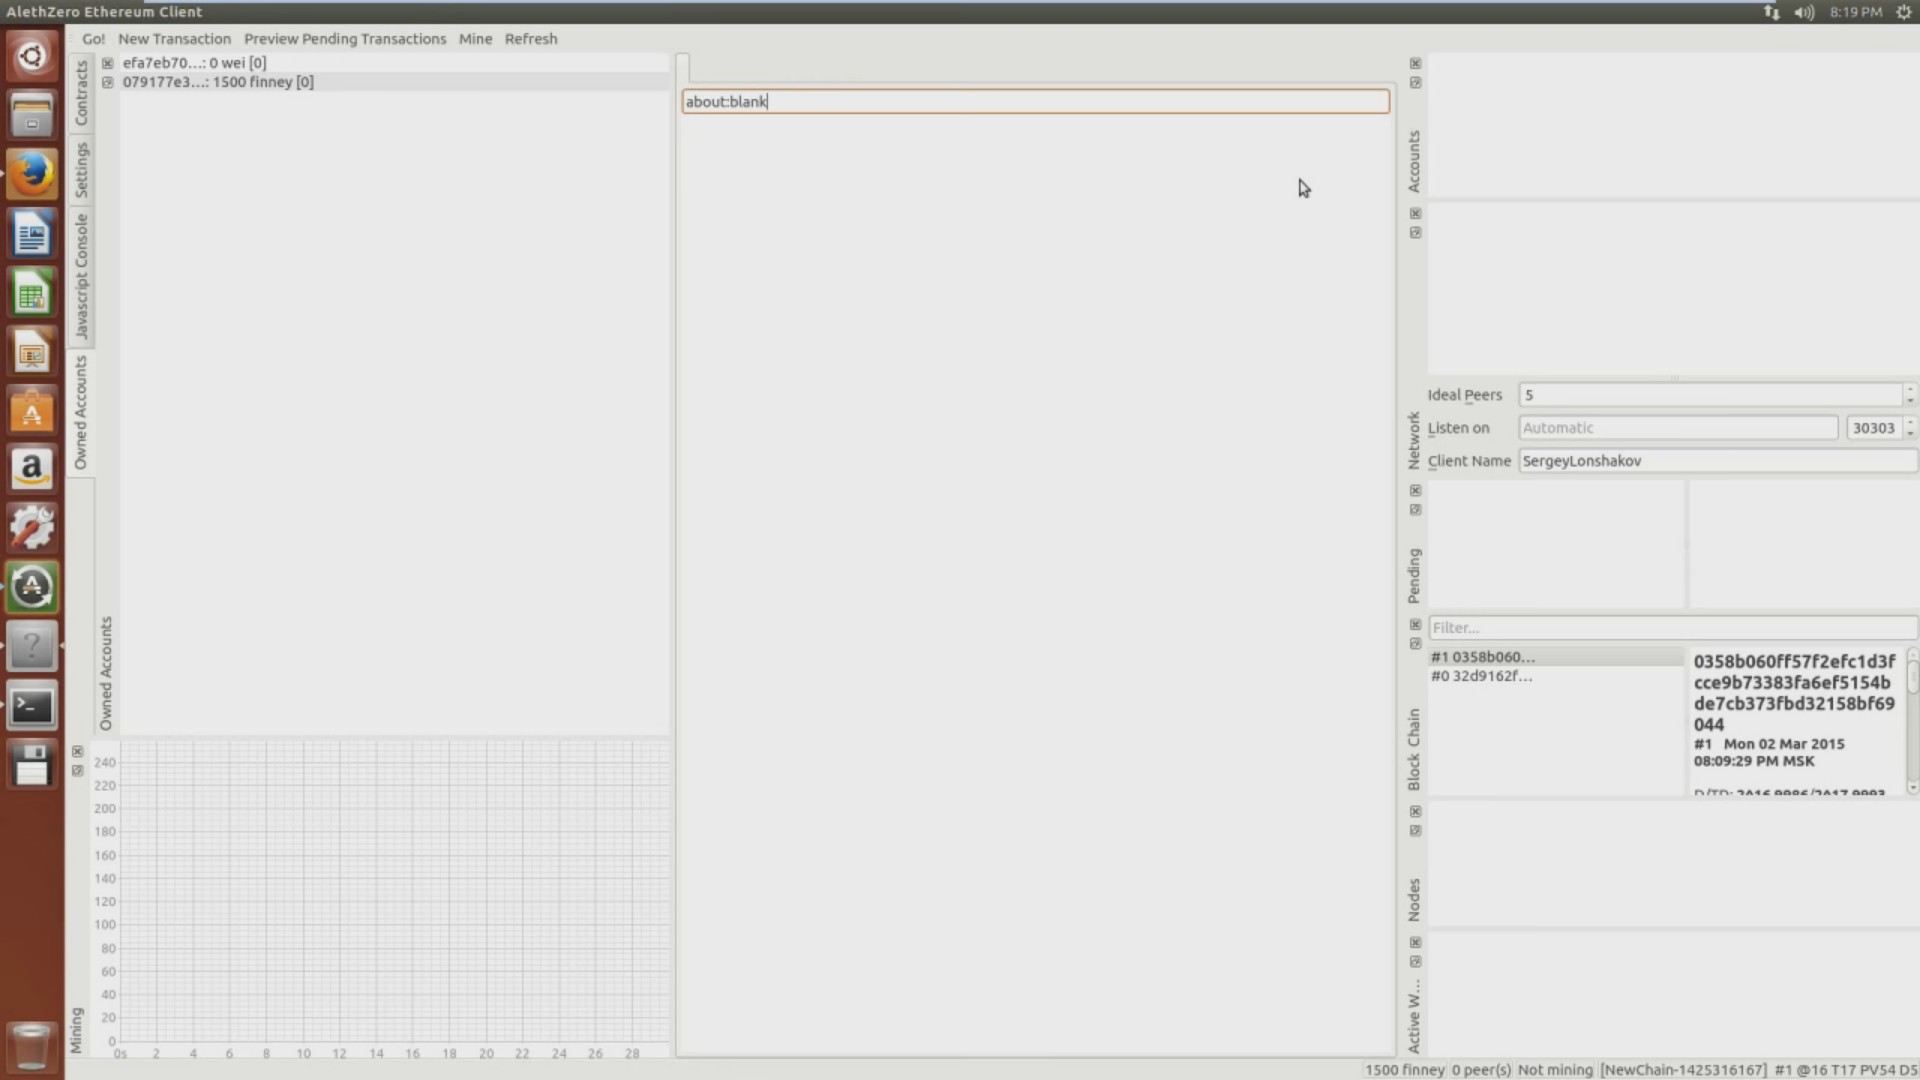 AlethZero Ethereum Client
8:19 PM
Go! New Transaction Preview Pending Transactions Mine Refresh
Contracts
Settings
Javascript Console
Owned Accounts
efa7eb70...: 0 wei [0]
079177e3...: 1500 finney [0]
Owned Accounts
about:blank
Accounts
Network
Ideal Peers 5
Listen on Automatic 30303
Client Name SergeyLonshakov
Pending
Filter...
Block Chain
#1 0358b060...
#0 32d9162f...
0358b060ff57f2efc1d3f
cce9b73383fa6ef5154b
de7cb373fbd32158bf69
044
#1 Mon 02 Mar 2015
08:09:29 PM MSK
Nodes
Active W...
Mining
240
220
200
180
160
140
120
100
80
60
40
20
0
0s 2 4 6 8 10 12 14 16 18 20 22 24 26 28
1500 finney 0 peer(s) Not mining [NewChain-1425316167] #1 @16 T17 PV54 D5